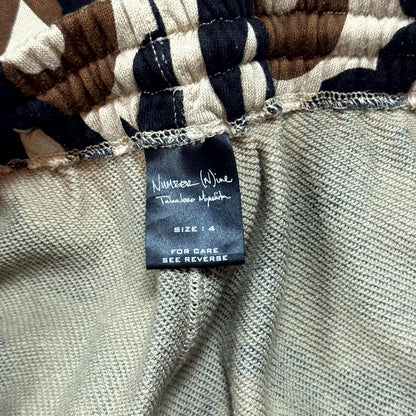 Number (N)ine
Takahiro Miyashita
SIZE : 4
FOR CARE
SEE REVERSE